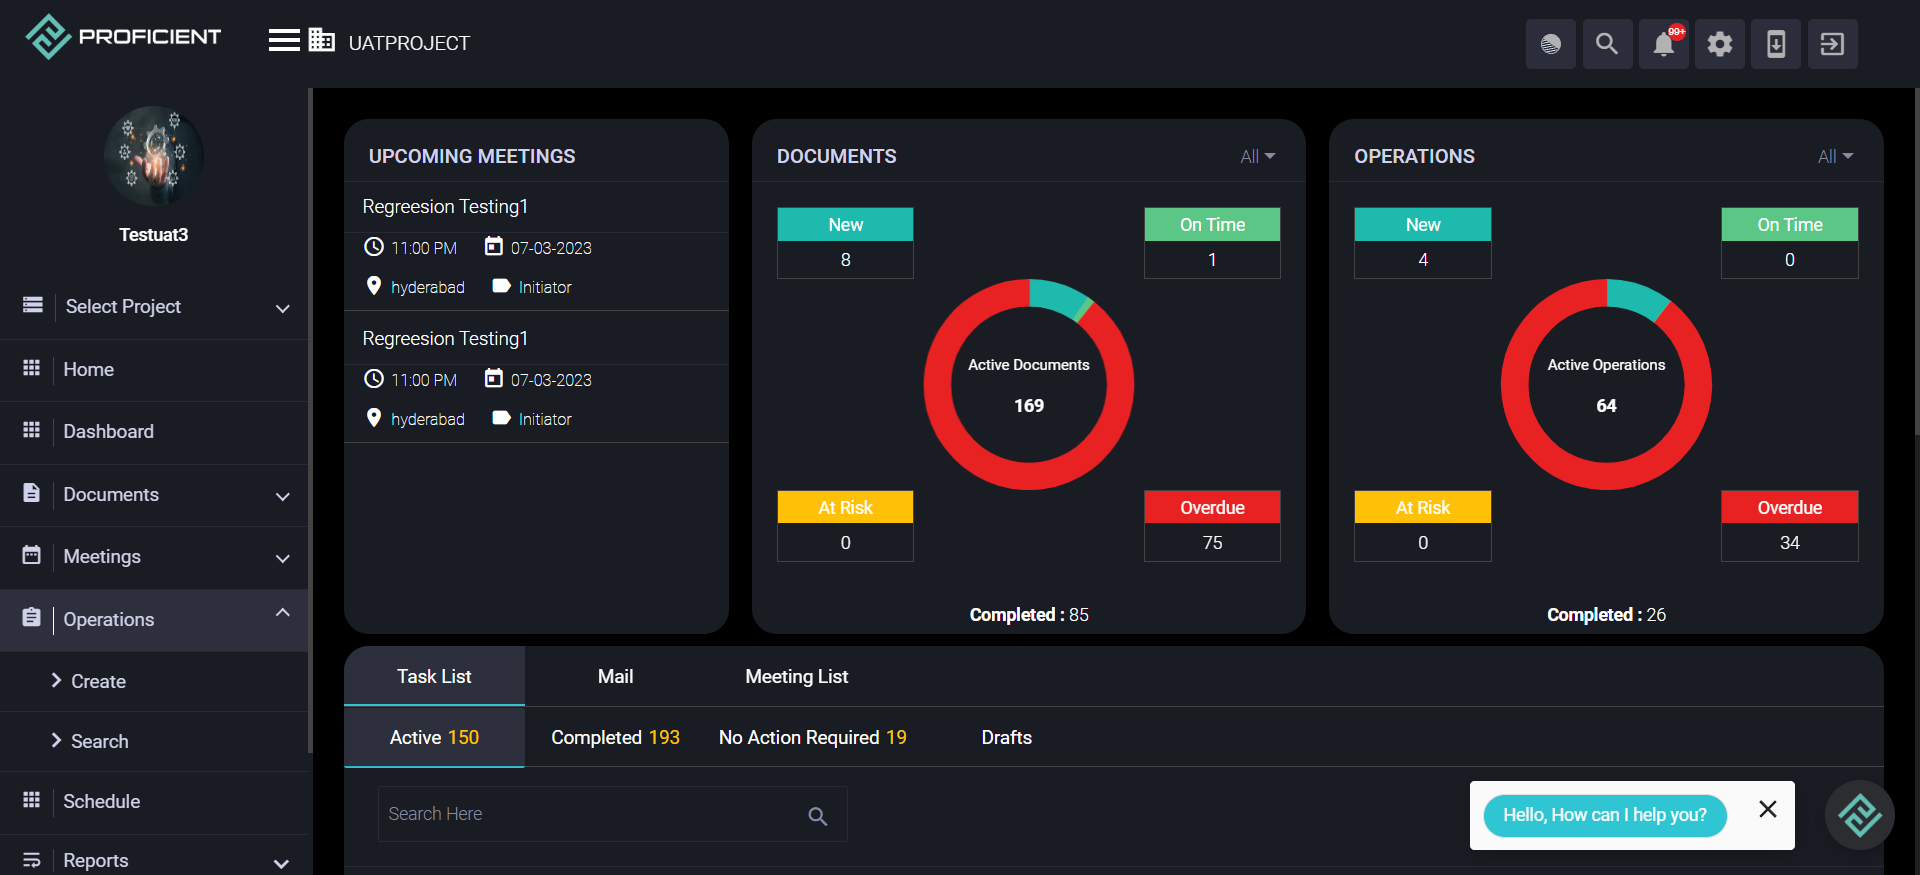 PROFICIENT
UATPROJECT
99+
Testuat3
Select Project
Home
Dashboard
Documents
Meetings
Operations
Create
Search
Schedule
Reports
UPCOMING MEETINGS
Regreesion Testing1
11:00 PM 07-03-2023
hyderabad Initiator
Regreesion Testing1
11:00 PM 07-03-2023
hyderabad Initiator
DOCUMENTS All
New
8
On Time
1
Active Documents
169
At Risk
0
Overdue
75
Completed : 85
OPERATIONS All
New
4
On Time
0
Active Operations
64
At Risk
0
Overdue
34
Completed : 26
Task List Mail Meeting List
Active 150 Completed 193 No Action Required 19 Drafts
Search Here
Hello, How can I help you?